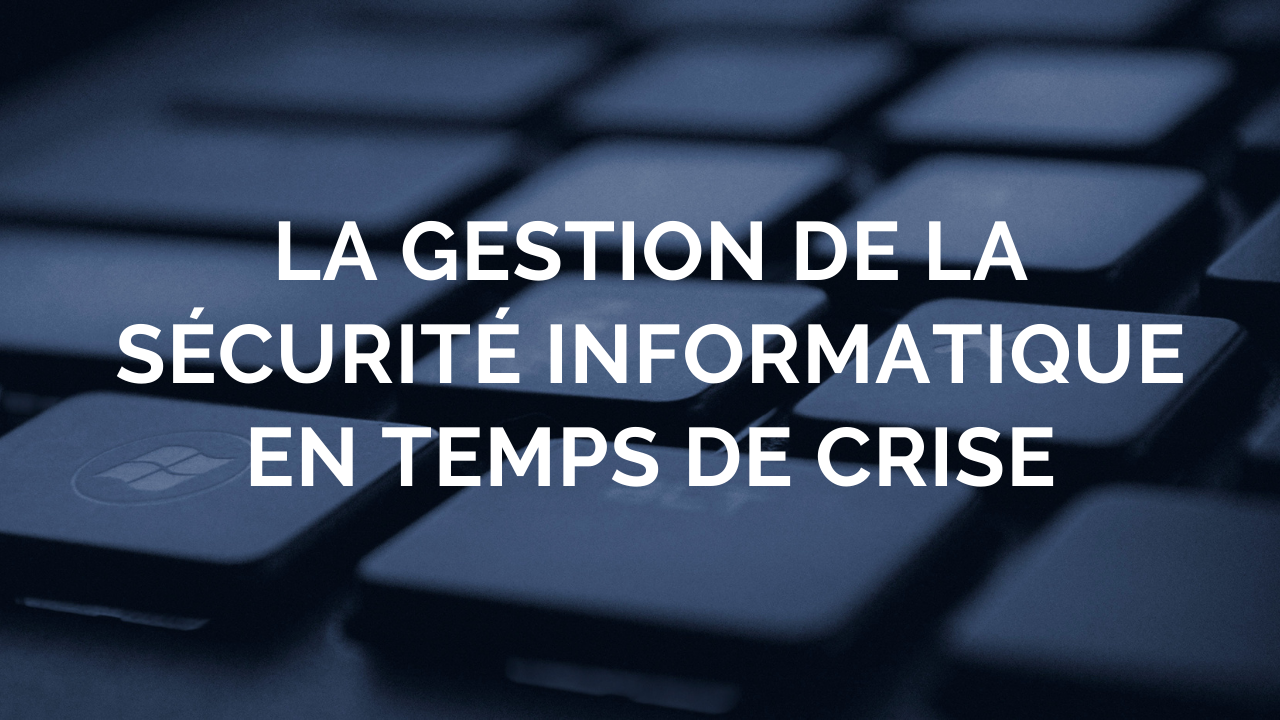 LA GESTION DE LA
SÉCURITÉ INFORMATIQUE
EN TEMPS DE CRISE